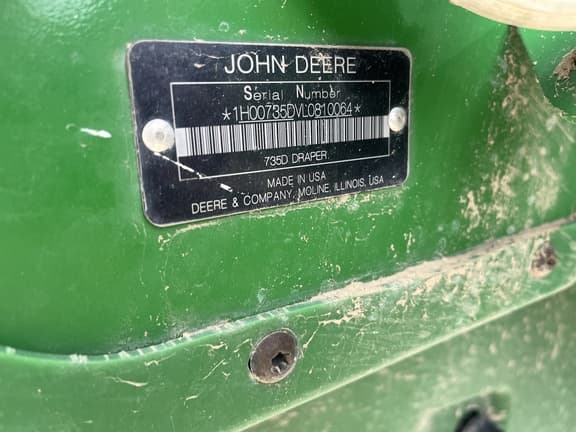 JOHN DEERE
Serial Number
*1H00735DVL0810064*
735D DRAPER
MADE IN USA
DEERE & COMPANY, MOLINE, ILLINOIS, USA